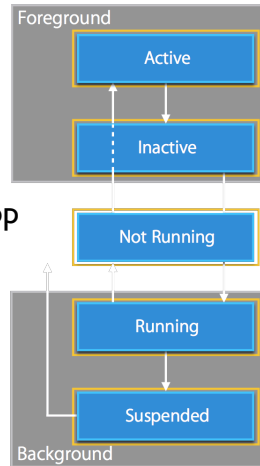 Foreground
Active
Inactive
Not Running
Running
Suspended
Background